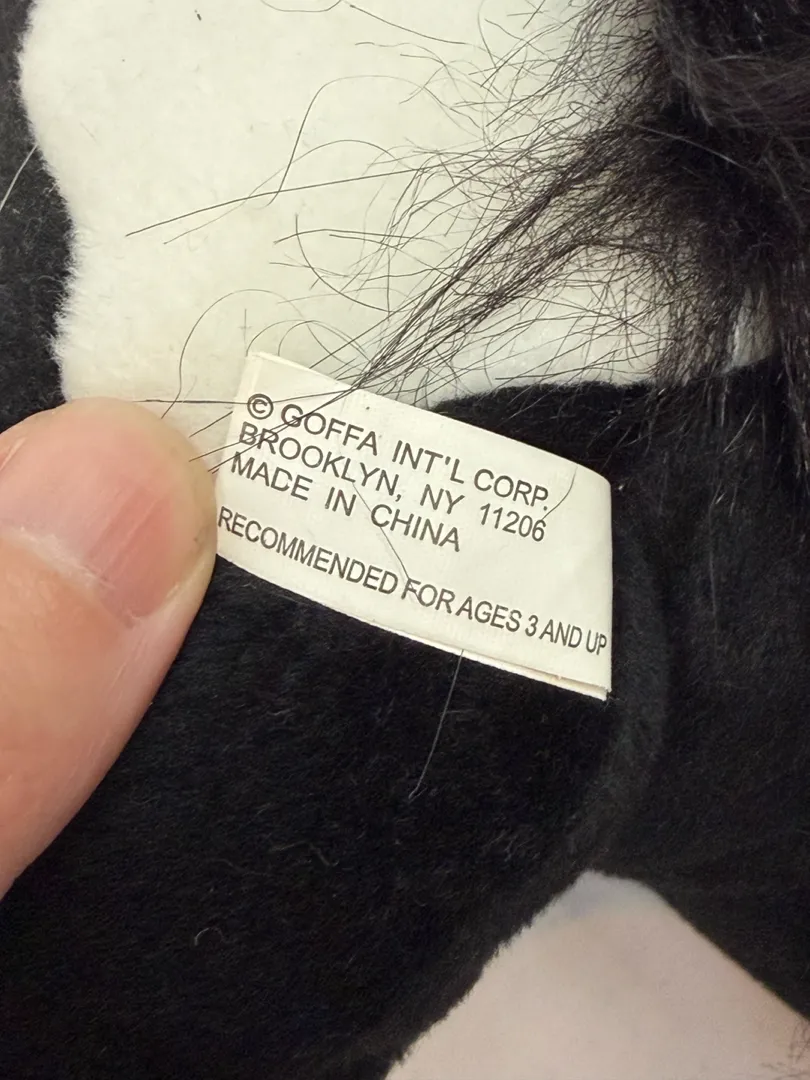 © GOFFA INT'L CORP.
BROOKLYN, NY 11206
MADE IN CHINA
RECOMMENDED FOR AGES 3 AND UP